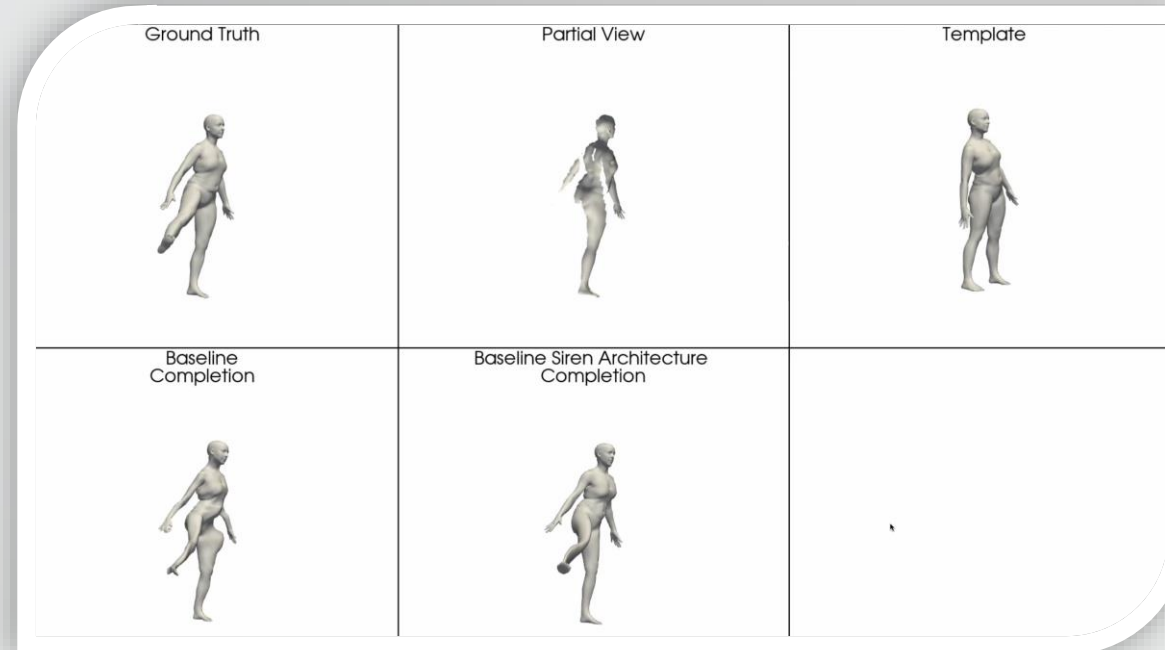 Ground Truth
Partial View
Template
Baseline
Completion
Baseline Siren Architecture
Completion